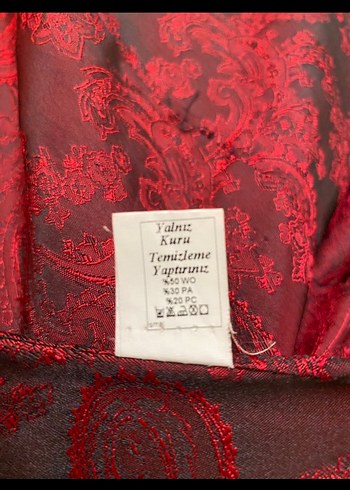 Yalnız
Kuru
Temizleme
Yaptırınız
%50 WO
%30 PA
%20 PC